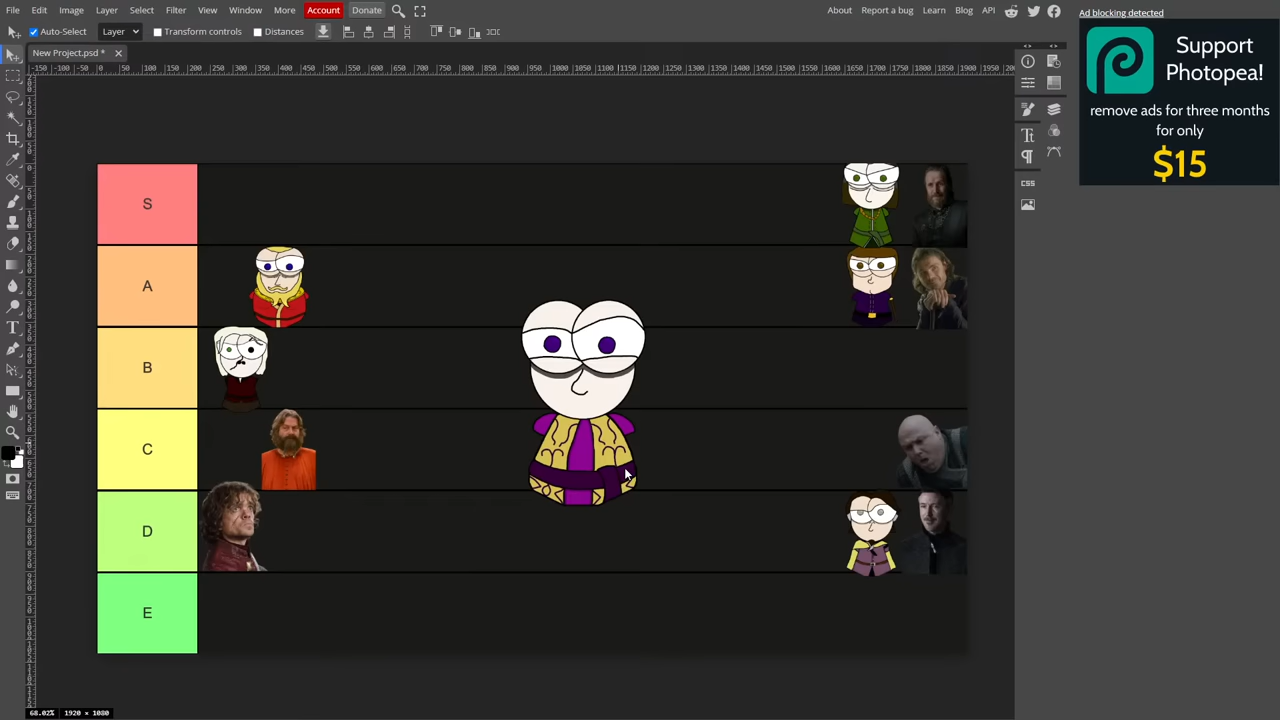 File Edit Image Layer Select Filter View Window More Account Donate About Report a bug Learn Blog API
Ad blocking detected
Auto-Select Layer Transform controls Distances
New Project.psd *
Support
Photopea!
remove ads for three months
for only
$15
CSS
S
A
B
C
D
E
68.02% 1920 × 1080